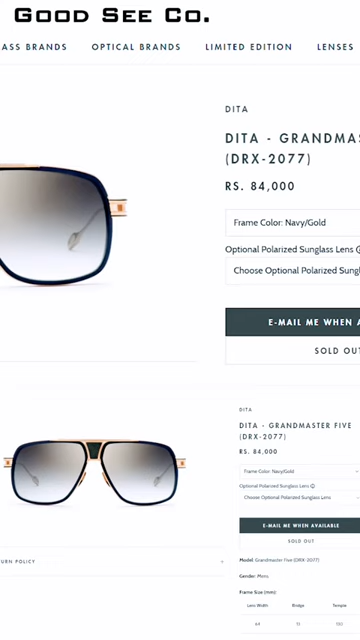 Good See Co.
ASS BRANDS OPTICAL BRANDS LIMITED EDITION LENSES
DITA
DITA - GRANDMAS
(DRX-2077)
RS. 84,000
Frame Color: Navy/Gold
Optional Polarized Sunglass Lens
Choose Optional Polarized Sungl
E-MAIL ME WHEN A
SOLD OUT
DITA
DITA - GRANDMASTER FIVE
(DRX-2077)
RS. 84,000
Frame Color: Navy/Gold
Optional Polarized Sunglass Lens
Choose Optional Polarized Sunglass Lens
E-MAIL ME WHEN AVAILABLE
SOLD OUT
URN POLICY
Model: Grandmaster Five (DRX-2077)
Gender: Mens
Frame Size (mm):
Lens Width Bridge Temple